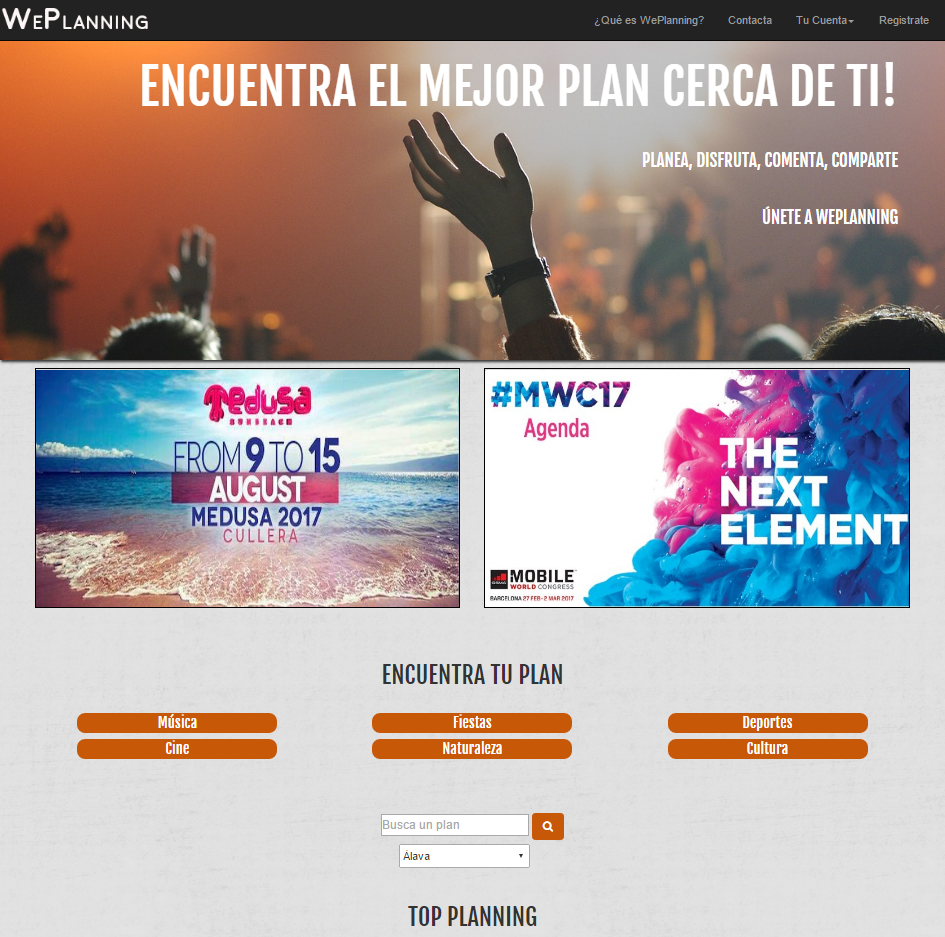 WePlanning
¿Qué es WePlanning? Contacta Tu Cuenta Registrate
ENCUENTRA EL MEJOR PLAN CERCA DE TI!
PLANEA, DISFRUTA, COMENTA, COMPARTE
ÚNETE A WEPLANNING
medusa
SUNBEACH
FROM 9 TO 15
AUGUST
MEDUSA 2017
CULLERA
#MWC17
Agenda
THE
NEXT
ELEMENT
GSMA MOBILE
WORLD CONGRESS
BARCELONA 27 FEB - 2 MAR 2017
ENCUENTRA TU PLAN
Música Fiestas Deportes
Cine Naturaleza Cultura
Busca un plan
Álava
TOP PLANNING